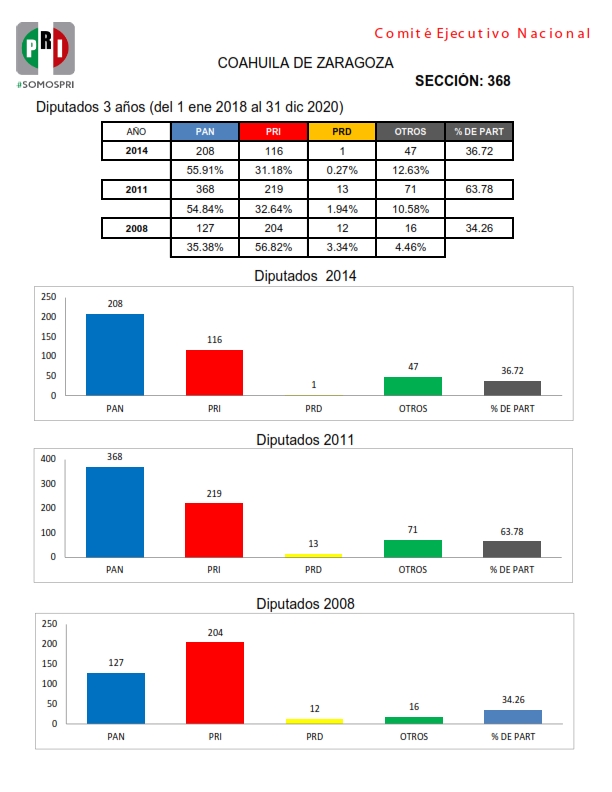 Comité Ejecutivo Nacional
PRI
#SOMOSPRI
COAHUILA DE ZARAGOZA
SECCIÓN: 368
Diputados 3 años (del 1 ene 2018 al 31 dic 2020)
AÑO PAN PRI PRD OTROS % DE PART
2014 208 116 1 47 36.72
55.91% 31.18% 0.27% 12.63%
2011 368 219 13 71 63.78
54.84% 32.64% 1.94% 10.58%
2008 127 204 12 16 34.26
35.38% 56.82% 3.34% 4.46%
Diputados 2014
250
200
150
100
50
0
208
116
1
47
36.72
PAN PRI PRD OTROS % DE PART
Diputados 2011
400
300
200
100
0
368
219
13
71
63.78
PAN PRI PRD OTROS % DE PART
Diputados 2008
250
200
150
100
50
0
127
204
12
16
34.26
PAN PRI PRD OTROS % DE PART